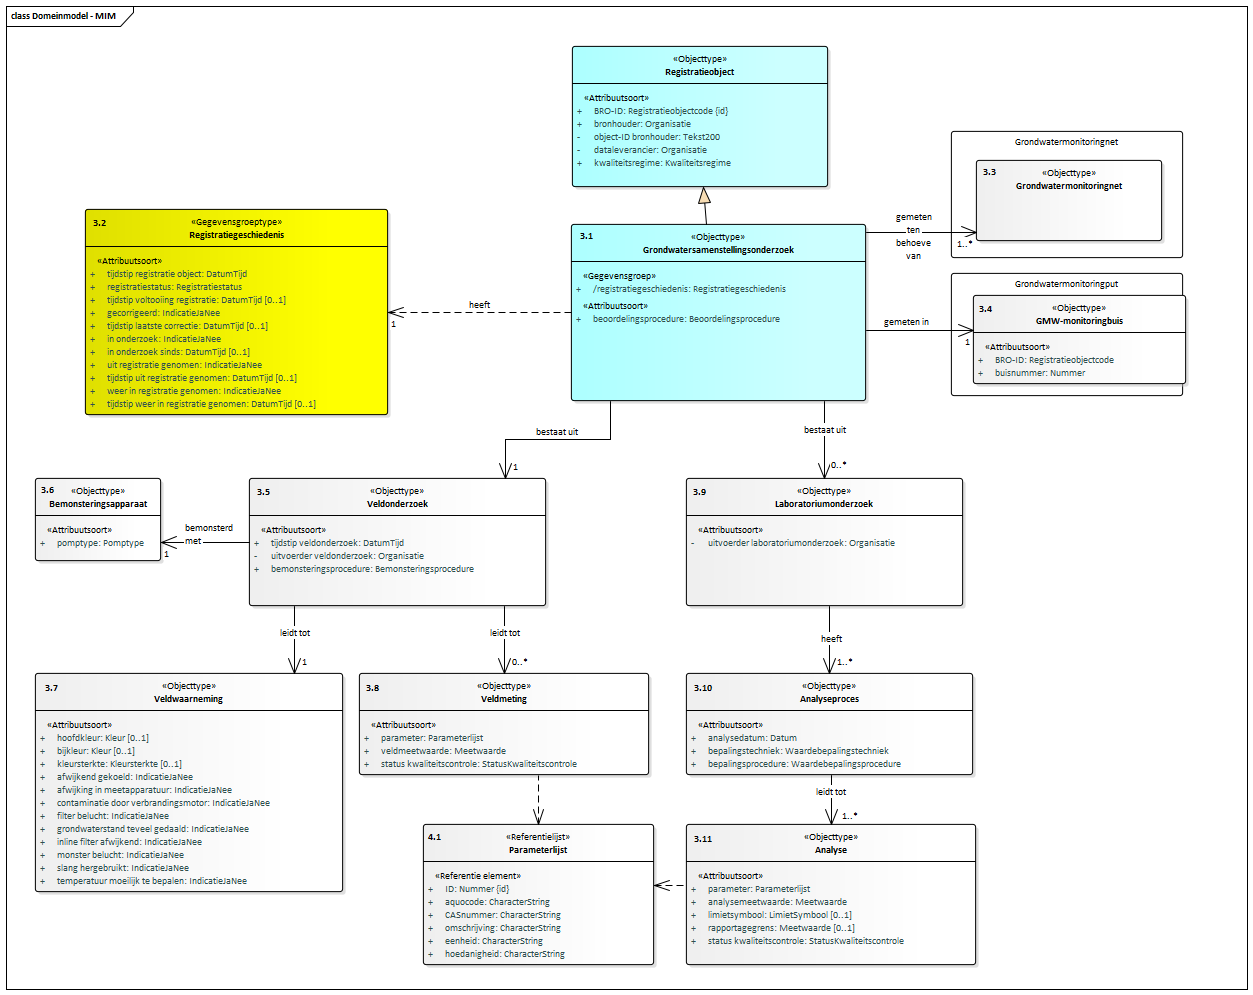 class Domeinmodel - MIM
«Objecttype»
Registratieobject
«Attribuutsoort»
+ BRO-ID: Registratieobjectcode {id}
+ bronhouder: Organisatie
- object-ID bronhouder: Tekst200
- dataleverancier: Organisatie
+ kwaliteitsregime: Kwaliteitsregime
Grondwatermonitoringnet
3.3 «Objecttype»
Grondwatermonitoringnet
gemeten
ten
behoeve
van
1..*
3.2 «Gegevensgroeptype»
Registratiegeschiedenis
«Attribuutsoort»
+ tijdstip registratie object: DatumTijd
+ registratiestatus: Registratiestatus
+ tijdstip voltooiing registratie: DatumTijd [0..1]
+ gecorrigeerd: IndicatieJaNee
+ tijdstip laatste correctie: DatumTijd [0..1]
+ in onderzoek: IndicatieJaNee
+ in onderzoek sinds: DatumTijd [0..1]
+ uit registratie genomen: IndicatieJaNee
+ tijdstip uit registratie genomen: DatumTijd [0..1]
+ weer in registratie genomen: IndicatieJaNee
+ tijdstip weer in registratie genomen: DatumTijd [0..1]
heeft
1
3.1 «Objecttype»
Grondwatersamenstellingsonderzoek
«Gegevensgroep»
+ /registratiegeschiedenis: Registratiegeschiedenis
«Attribuutsoort»
+ beoordelingsprocedure: Beoordelingsprocedure
gemeten in
1
Grondwatermonitoringput
3.4 «Objecttype»
GMW-monitoringbuis
«Attribuutsoort»
+ BRO-ID: Registratieobjectcode
+ buisnummer: Nummer
bestaat uit
1
bestaat uit
0..*
3.6 «Objecttype»
Bemonsteringsapparaat
«Attribuutsoort»
+ pomptype: Pomptype
bemonsterd
met
1
3.5 «Objecttype»
Veldonderzoek
«Attribuutsoort»
+ tijdstip veldonderzoek: DatumTijd
- uitvoerder veldonderzoek: Organisatie
+ bemonsteringsprocedure: Bemonsteringsprocedure
3.9 «Objecttype»
Laboratoriumonderzoek
«Attribuutsoort»
- uitvoerder laboratoriumonderzoek: Organisatie
leidt tot
1
leidt tot
0..*
heeft
1..*
3.7 «Objecttype»
Veldwaarneming
«Attribuutsoort»
+ hoofdkleur: Kleur [0..1]
+ bijkleur: Kleur [0..1]
+ kleursterkte: Kleursterkte [0..1]
+ afwijkend gekoeld: IndicatieJaNee
+ afwijking in meetapparatuur: IndicatieJaNee
+ contaminatie door verbrandingsmotor: IndicatieJaNee
+ filter belucht: IndicatieJaNee
+ grondwaterstand teveel gedaald: IndicatieJaNee
+ inline filter afwijkend: IndicatieJaNee
+ monster belucht: IndicatieJaNee
+ slang hergebruikt: IndicatieJaNee
+ temperatuur moeilijk te bepalen: IndicatieJaNee
3.8 «Objecttype»
Veldmeting
«Attribuutsoort»
+ parameter: Parameterlijst
+ veldmeetwaarde: Meetwaarde
+ status kwaliteitscontrole: StatusKwaliteitscontrole
3.10 «Objecttype»
Analyseproces
«Attribuutsoort»
+ analysedatum: Datum
+ bepalingstechniek: Waardebepalingstechniek
+ bepalingsprocedure: Waardebepalingsprocedure
leidt tot
1..*
4.1 «Referentielijst»
Parameterlijst
«Referentie element»
+ ID: Nummer {id}
+ aquocode: CharacterString
+ CASnummer: CharacterString
+ omschrijving: CharacterString
+ eenheid: CharacterString
+ hoedanigheid: CharacterString
3.11 «Objecttype»
Analyse
«Attribuutsoort»
+ parameter: Parameterlijst
+ analysemeetwaarde: Meetwaarde
+ limietsymbool: LimietSymbool [0..1]
+ rapportagegrens: Meetwaarde [0..1]
+ status kwaliteitscontrole: StatusKwaliteitscontrole